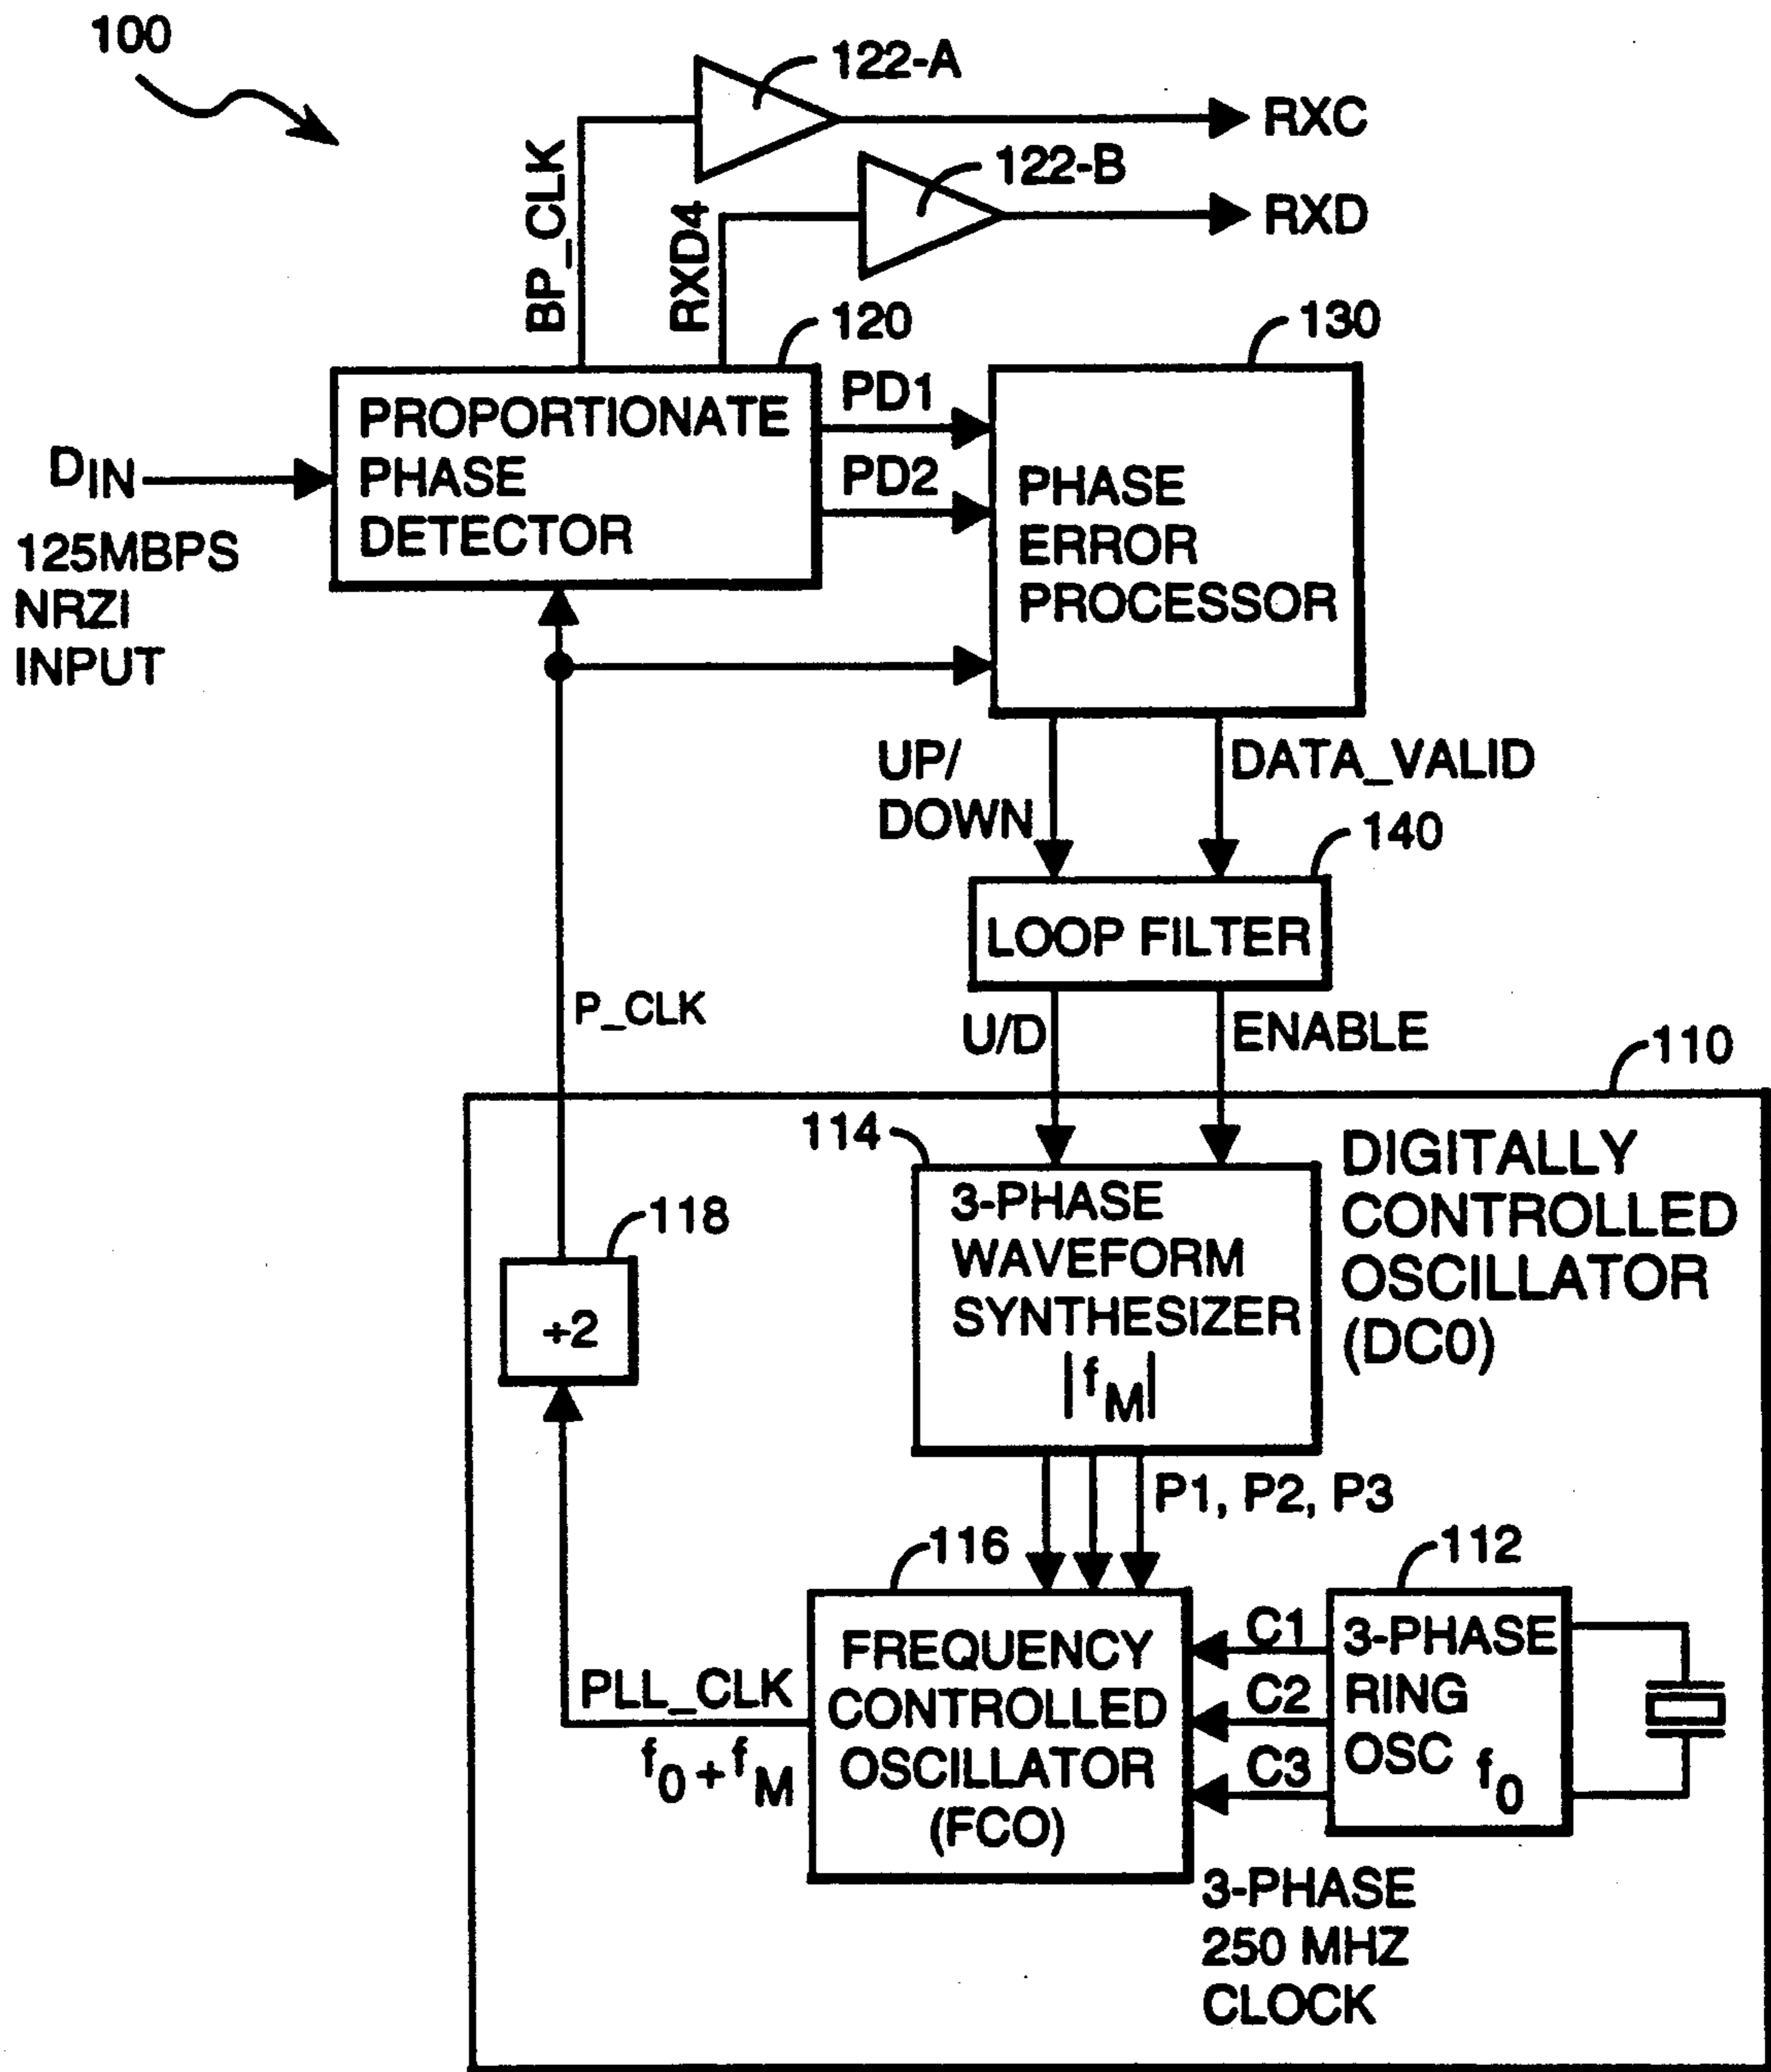 100
122-A
RXC
122-B
RXD
BP_CLK
RXD4
120
130
PROPORTIONATE
PHASE
DETECTOR
PD1
PD2
PHASE
ERROR
PROCESSOR
DIN
125MBPS
NRZI
INPUT
UP/
DOWN
DATA_VALID
140
LOOP FILTER
P_CLK
U/D
ENABLE
110
114
DIGITALLY
CONTROLLED
OSCILLATOR
(DC0)
118
3-PHASE
WAVEFORM
SYNTHESIZER
|fM|
÷2
P1, P2, P3
116
112
FREQUENCY
CONTROLLED
OSCILLATOR
(FCO)
C1
C2
C3
3-PHASE
RING
OSC f0
PLL_CLK
f0+fM
3-PHASE
250 MHZ
CLOCK